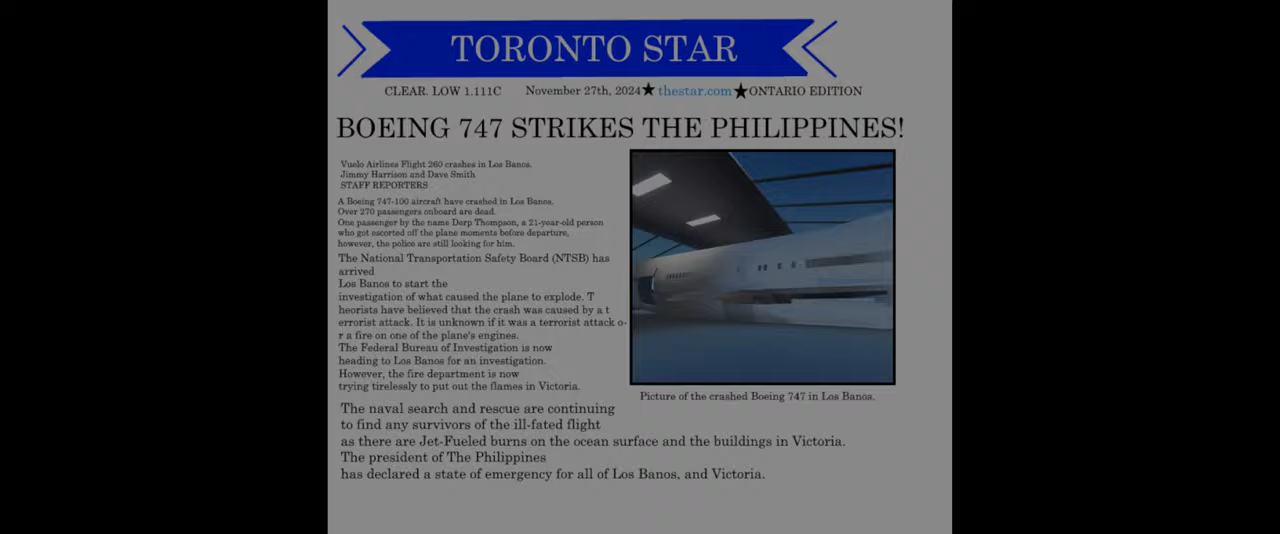 TORONTO STAR
CLEAR. LOW 1.111C November 27th, 2024★ thestar.com ★ONTARIO EDITION
BOEING 747 STRIKES THE PHILIPPINES!
Vuelo Airlines Flight 260 crashes in Los Banos.
Jimmy Harrison and Dave Smith
STAFF REPORTERS
A Boeing 747-100 aircraft have crashed in Los Banos.
Over 270 passengers onboard are dead.
One passenger by the name Derp Thompson, a 21-year-old person
who got escorted off the plane moments before departure,
however, the police are still looking for him.
The National Transportation Safety Board (NTSB) has
arrived
Los Banos to start the
investigation of what caused the plane to explode. T
heorists have believed that the crash was caused by a t
errorist attack. It is unknown if it was a terrorist attack o-
r a fire on one of the plane's engines.
The Federal Bureau of Investigation is now
heading to Los Banos for an investigation.
However, the fire department is now
trying tirelessly to put out the flames in Victoria.
Picture of the crashed Boeing 747 in Los Banos.
The naval search and rescue are continuing
to find any survivors of the ill-fated flight
as there are Jet-Fueled burns on the ocean surface and the buildings in Victoria.
The president of The Philippines
has declared a state of emergency for all of Los Banos, and Victoria.